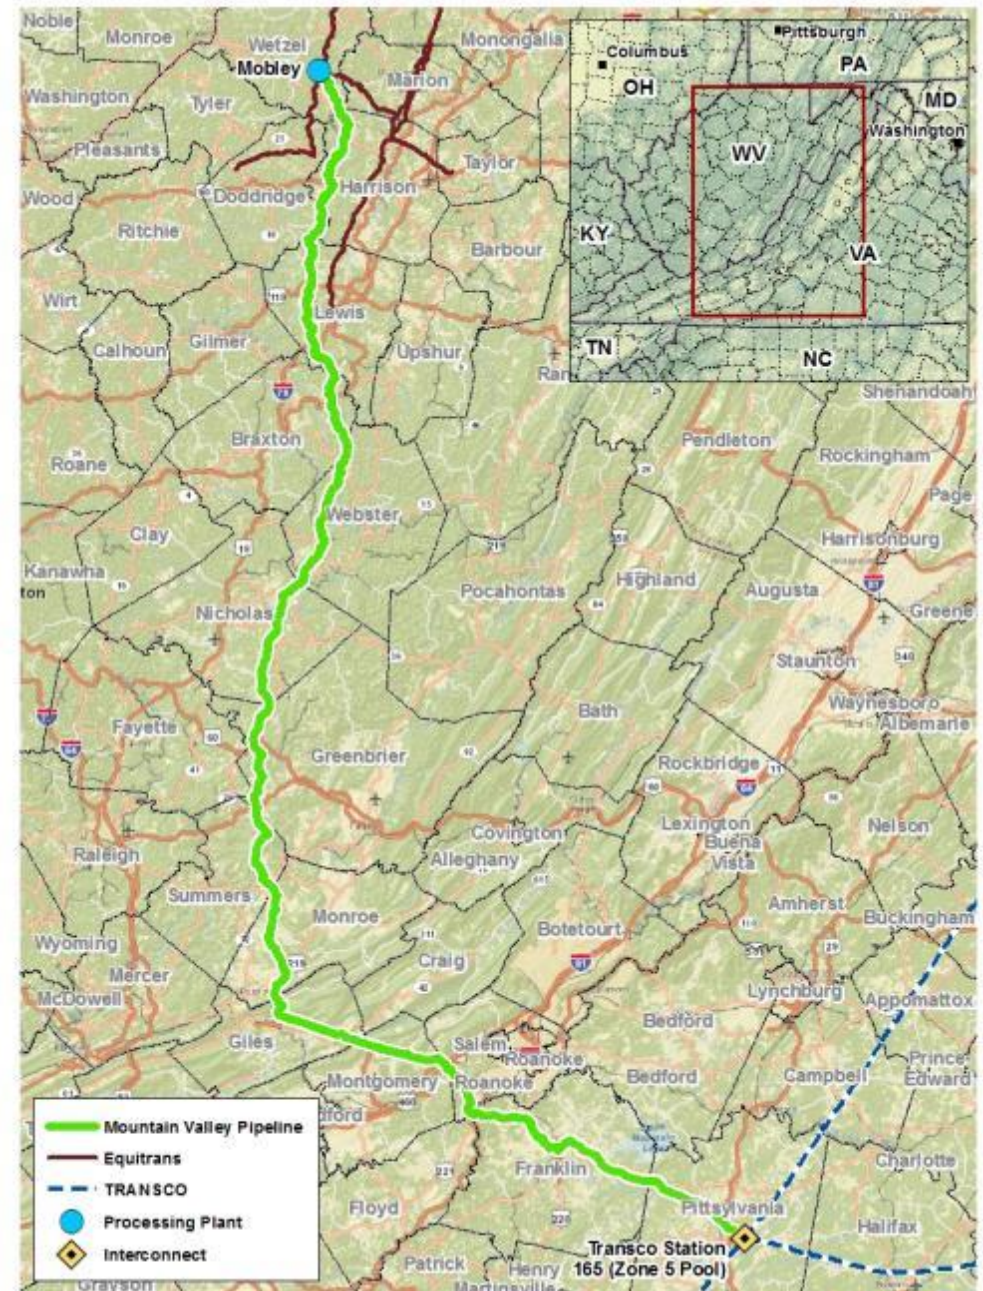 Noble
Monroe
Wetzel
Mobley
Monongalia
Marion
Washington
Tyler
Pleasants
Taylor
Wood
Doddridge
Harrison
Ritchie
Barbour
Wirt
Lewis
Calhoun
Gilmer
Upshur
Ran
Columbus
Pittsburgh
OH
PA
MD
Washington
WV
KY
VA
TN
NC
Shenandoah
Braxton
Pendleton
Rockingham
Roane
Page
Webster
Clay
Harrisonburg
Kanawha
ton
Pocahontas
Highland
Augusta
Greene
Nicholas
Staunton
Waynesboro
Albemarle
Bath
Fayette
Greenbrier
Rockbridge
Covington
Lexington
Nelson
Buena
Vista
Raleigh
Alleghany
Summers
Monroe
Amherst
Buckingham
Botetourt
Wyoming
Craig
Mercer
McDowell
Lynchburg
Appomattox
Bedford
Giles
Salem
Roanoke
Prince
Edward
Montgomery
Roanoke
Bedford
Campbell
dford
Charlotte
Franklin
Floyd
Pittsylvania
Halifax
Transco Station
165 (Zone 5 Pool)
Patrick
Henry
Martinsville
Grayson
Mountain Valley Pipeline
Equitrans
TRANSCO
Processing Plant
Interconnect